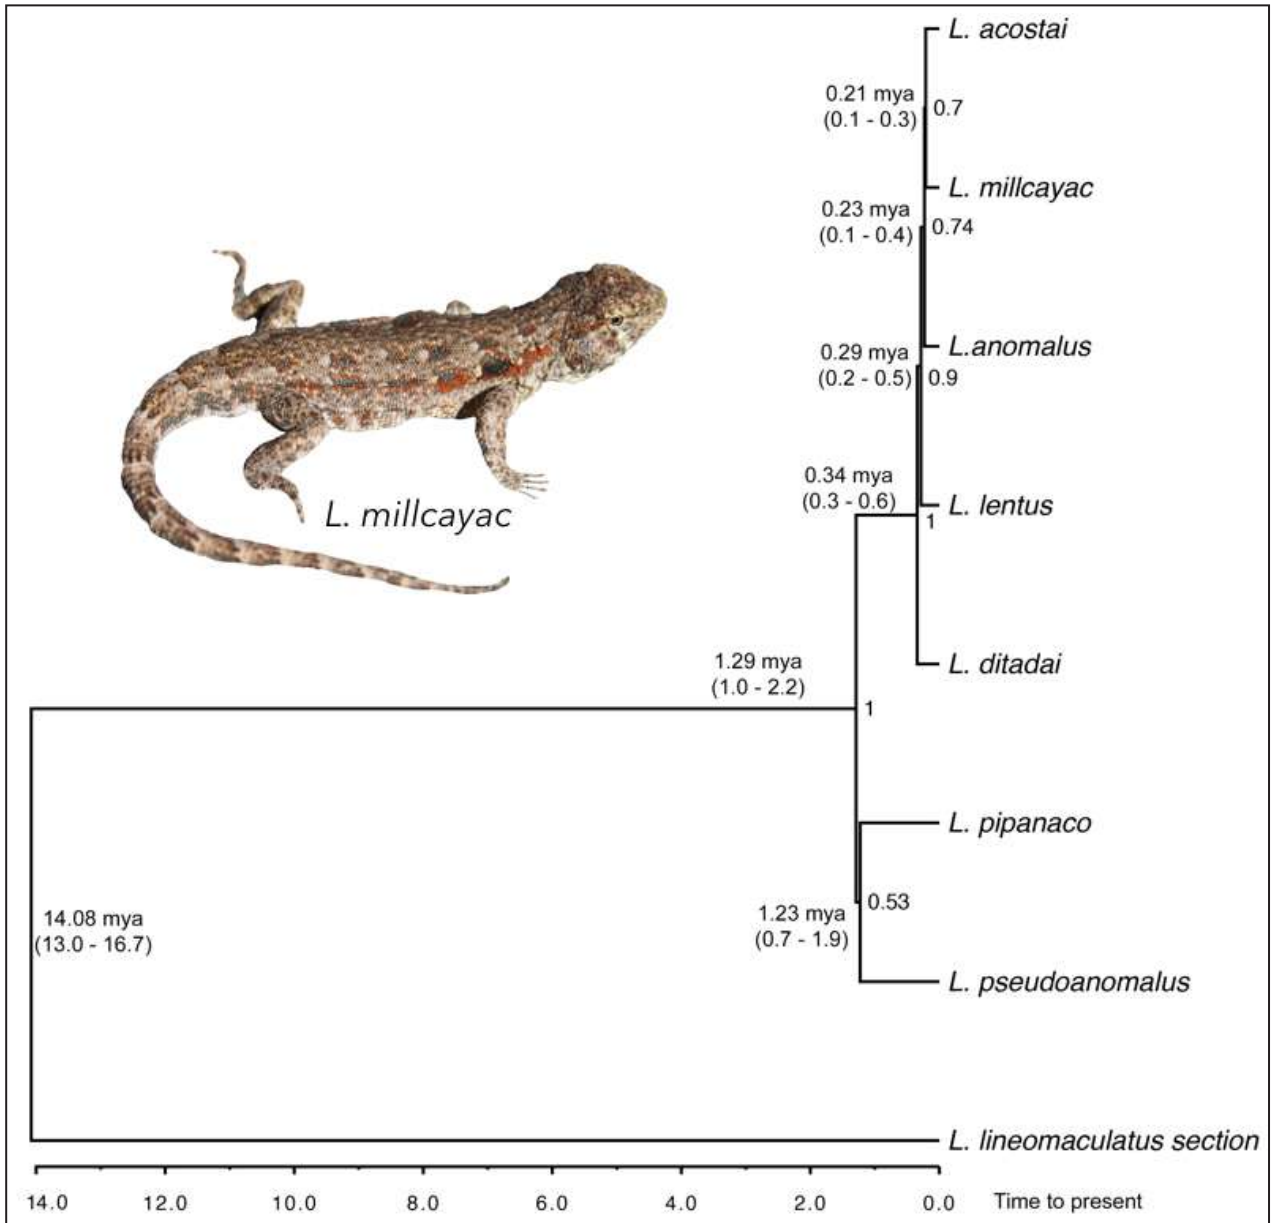 L. acostai
0.21 mya
(0.1 - 0.3)
0.7
L. millcayac
0.23 mya
(0.1 - 0.4)
0.74
L.anomalus
0.29 mya
(0.2 - 0.5)
0.9
0.34 mya
(0.3 - 0.6)
L. lentus
1
L. millcayac
L. ditadai
1.29 mya
(1.0 - 2.2)
1
L. pipanaco
0.53
1.23 mya
(0.7 - 1.9)
14.08 mya
(13.0 - 16.7)
L. pseudoanomalus
L. lineomaculatus section
14.0 12.0 10.0 8.0 6.0 4.0 2.0 0.0 Time to present